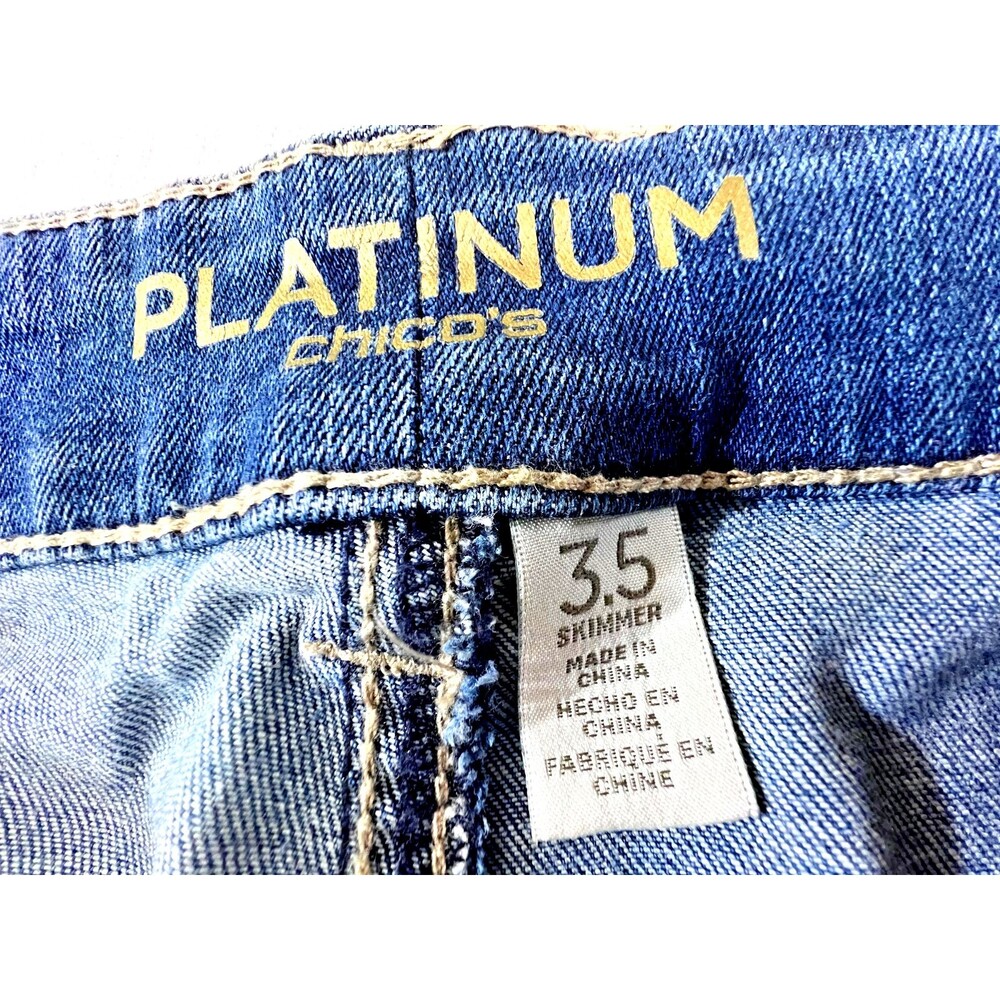 PLATINUM
chico's
3.5
SKIMMER
MADE IN
CHINA
HECHO EN
CHINA
FABRIQUÉ EN
CHINE